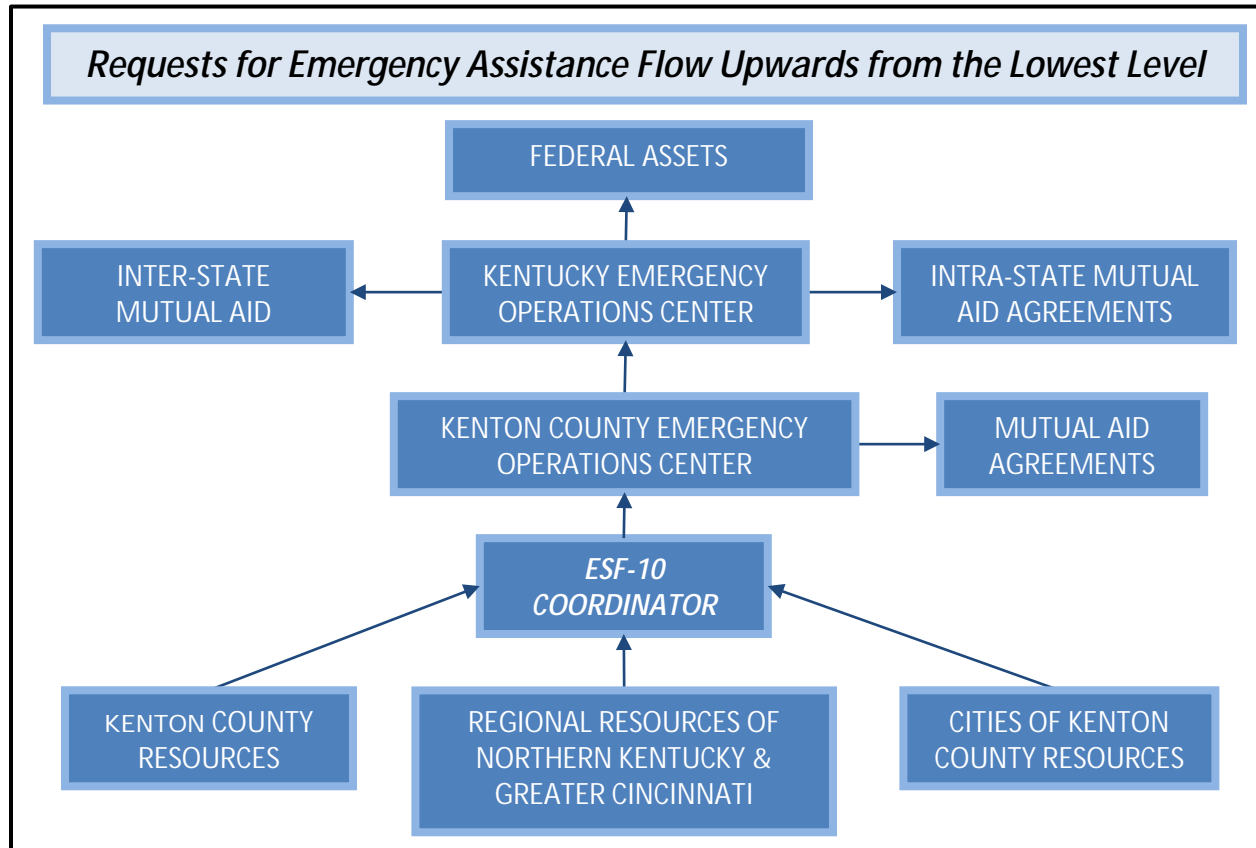 Requests for Emergency Assistance Flow Upwards from the Lowest Level
FEDERAL ASSETS
INTER-STATE
MUTUAL AID
KENTUCKY EMERGENCY
OPERATIONS CENTER
INTRA-STATE MUTUAL
AID AGREEMENTS
KENTON COUNTY EMERGENCY
OPERATIONS CENTER
MUTUAL AID
AGREEMENTS
ESF-10
COORDINATOR
KENTON COUNTY
RESOURCES
REGIONAL RESOURCES OF
NORTHERN KENTUCKY &
GREATER CINCINNATI
CITIES OF KENTON
COUNTY RESOURCES